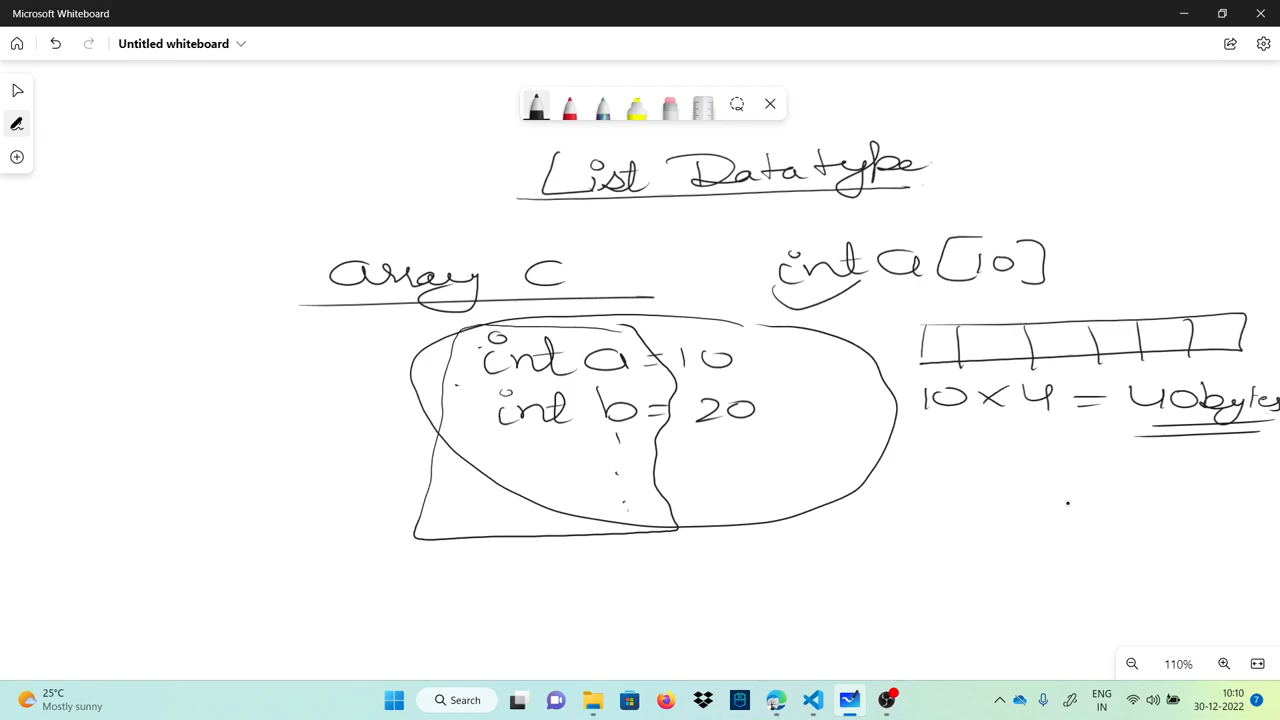 Microsoft Whiteboard
Untitled whiteboard
List Datatype
array C
int a [10]
int a = 10
int b = 20
10 × 4 = 40bytes
110%
25°C
Mostly sunny
Search
ENG
IN
10:10
30-12-2022
7